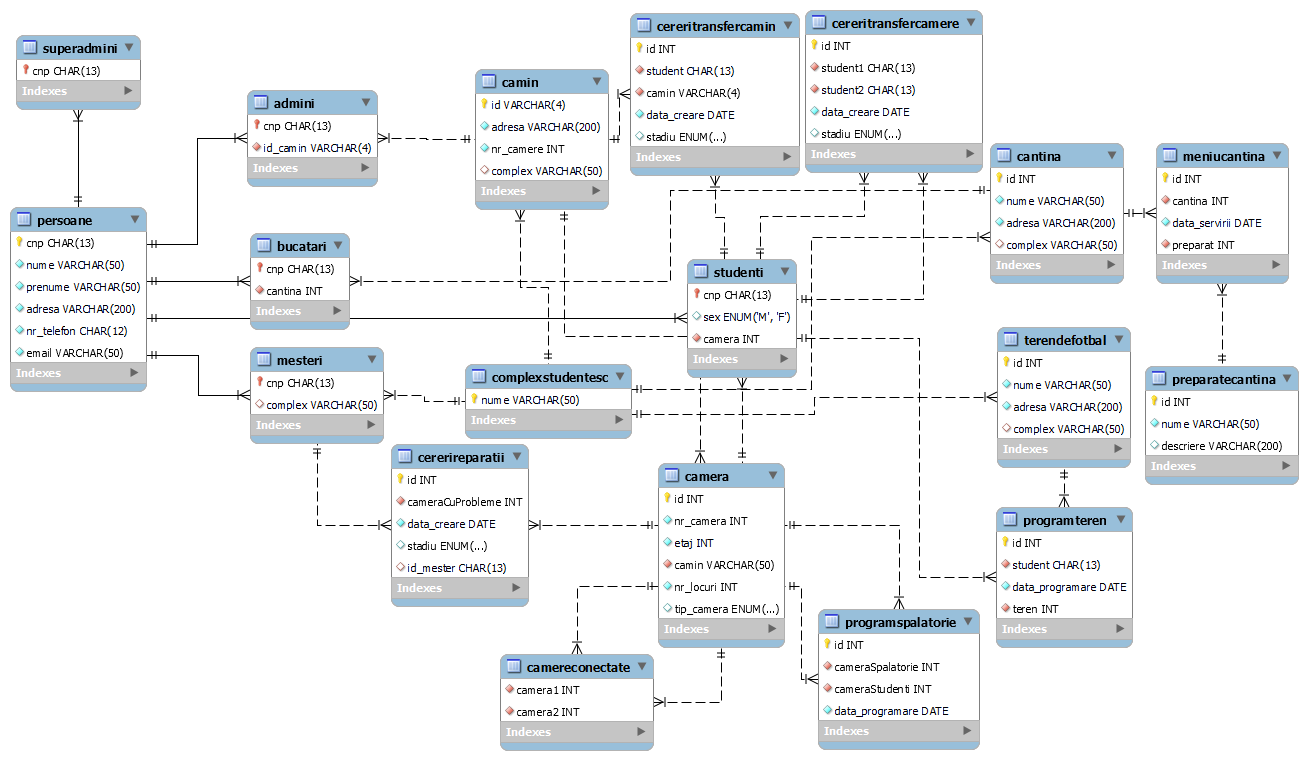 superadmini
cnp CHAR(13)
Indexes
admini
cnp CHAR(13)
id_camin VARCHAR(4)
Indexes
camin
id VARCHAR(4)
adresa VARCHAR(200)
nr_camere INT
complex VARCHAR(50)
Indexes
cereritransfercamin
id INT
student CHAR(13)
camin VARCHAR(4)
data_creare DATE
stadiu ENUM(...)
Indexes
cereritransfercamere
id INT
student1 CHAR(13)
student2 CHAR(13)
data_creare DATE
stadiu ENUM(...)
Indexes
cantina
id INT
nume VARCHAR(50)
adresa VARCHAR(200)
complex VARCHAR(50)
Indexes
meniucantina
id INT
cantina INT
data_servirii DATE
preparat INT
Indexes
persoane
cnp CHAR(13)
nume VARCHAR(50)
prenume VARCHAR(50)
adresa VARCHAR(200)
nr_telefon CHAR(12)
email VARCHAR(50)
Indexes
bucatari
cnp CHAR(13)
cantina INT
Indexes
studenti
cnp CHAR(13)
sex ENUM('M', 'F')
camera INT
Indexes
mesteri
cnp CHAR(13)
complex VARCHAR(50)
Indexes
complexstudentesc
nume VARCHAR(50)
Indexes
terendefotbal
id INT
nume VARCHAR(50)
adresa VARCHAR(200)
complex VARCHAR(50)
Indexes
preparatecantina
id INT
nume VARCHAR(50)
descriere VARCHAR(200)
Indexes
cererireparatii
id INT
cameraCuProbleme INT
data_creare DATE
stadiu ENUM(...)
id_mester CHAR(13)
Indexes
camera
id INT
nr_camera INT
etaj INT
camin VARCHAR(50)
nr_locuri INT
tip_camera ENUM(...)
Indexes
programteren
id INT
student CHAR(13)
data_programare DATE
teren INT
Indexes
camereconectate
camera1 INT
camera2 INT
Indexes
programspalatorie
id INT
cameraSpalatorie INT
cameraStudenti INT
data_programare DATE
Indexes